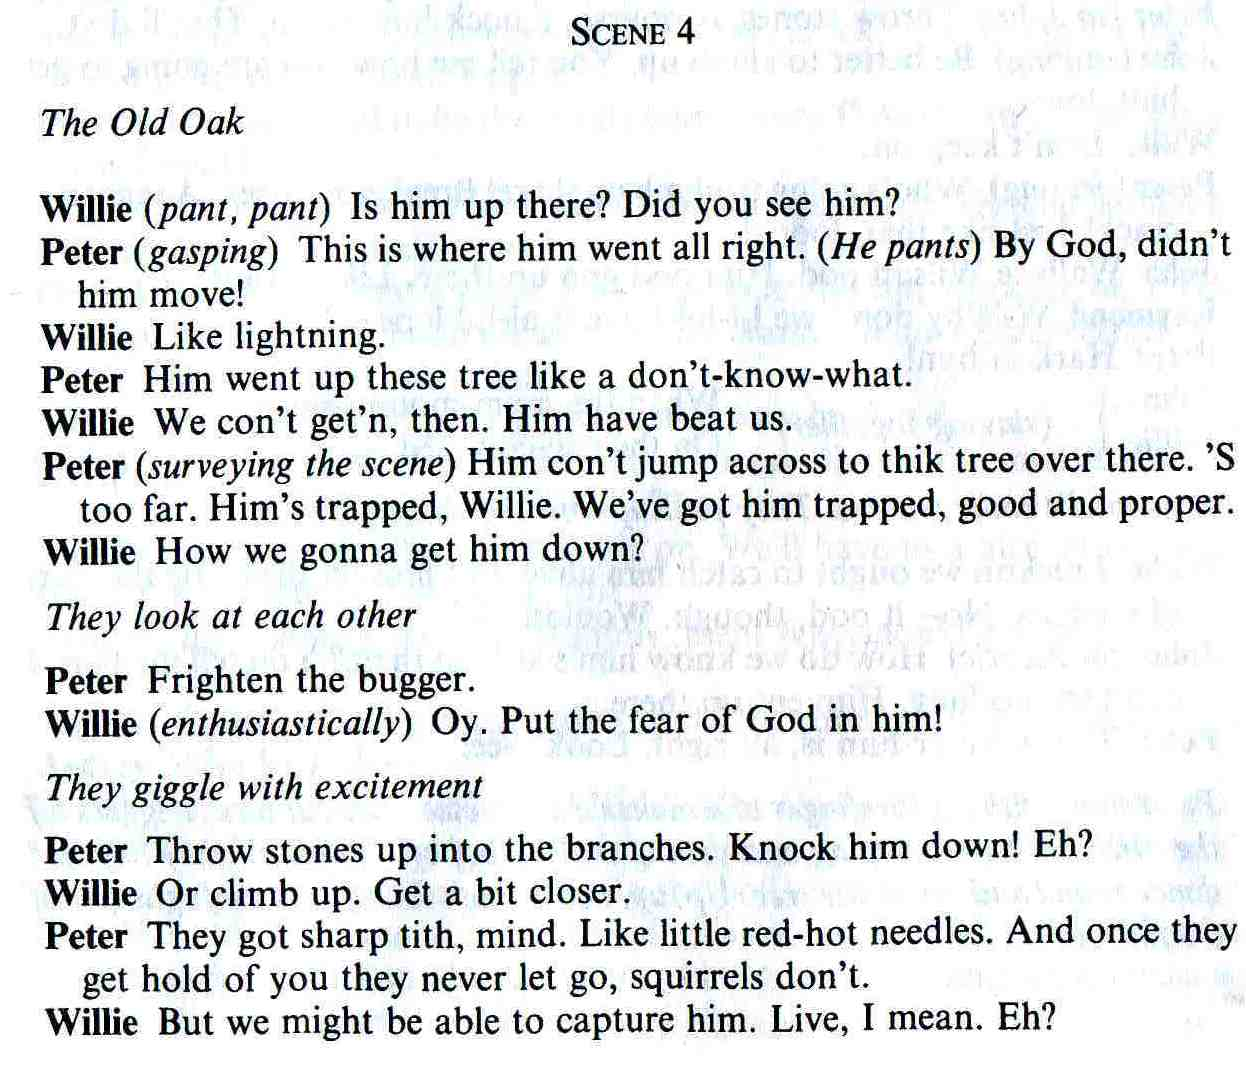 SCENE 4
The Old Oak
Willie (pant, pant) Is him up there? Did you see him?
Peter (gasping) This is where him went all right. (He pants) By God, didn't
him move!
Willie Like lightning.
Peter Him went up these tree like a don't-know-what.
Willie We con't get'n, then. Him have beat us.
Peter (surveying the scene) Him con't jump across to thik tree over there. 'S
too far. Him's trapped, Willie. We've got him trapped, good and proper.
Willie How we gonna get him down?
They look at each other
Peter Frighten the bugger.
Willie (enthusiastically) Oy. Put the fear of God in him!
They giggle with excitement
Peter Throw stones up into the branches. Knock him down! Eh?
Willie Or climb up. Get a bit closer.
Peter They got sharp tith, mind. Like little red-hot needles. And once they
get hold of you they never let go, squirrels don't.
Willie But we might be able to capture him. Live, I mean. Eh?